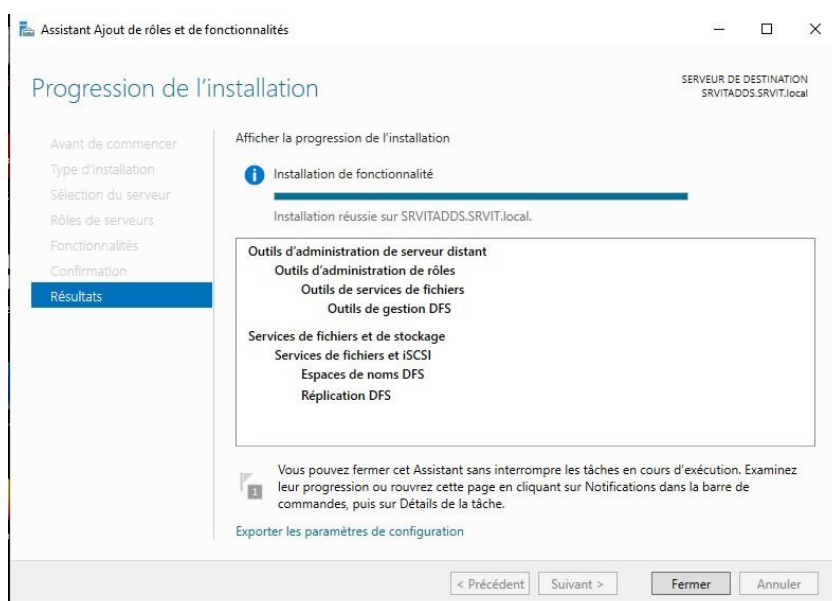 Assistant Ajout de rôles et de fonctionnalités
Progression de l'installation
SERVEUR DE DESTINATION
SRVITADDS.SRVIT.local
Avant de commencer
Type d'installation
Sélection du serveur
Rôles de serveurs
Fonctionnalités
Confirmation
Résultats
Afficher la progression de l'installation
Installation de fonctionnalité
Installation réussie sur SRVITADDS.SRVIT.local.
Outils d'administration de serveur distant
Outils d'administration de rôles
Outils de services de fichiers
Outils de gestion DFS
Services de fichiers et de stockage
Services de fichiers et iSCSI
Espaces de noms DFS
Réplication DFS
1
Vous pouvez fermer cet Assistant sans interrompre les tâches en cours d'exécution. Examinez
leur progression ou rouvrez cette page en cliquant sur Notifications dans la barre de
commandes, puis sur Détails de la tâche.
Exporter les paramètres de configuration
< Précédent Suivant > Fermer Annuler